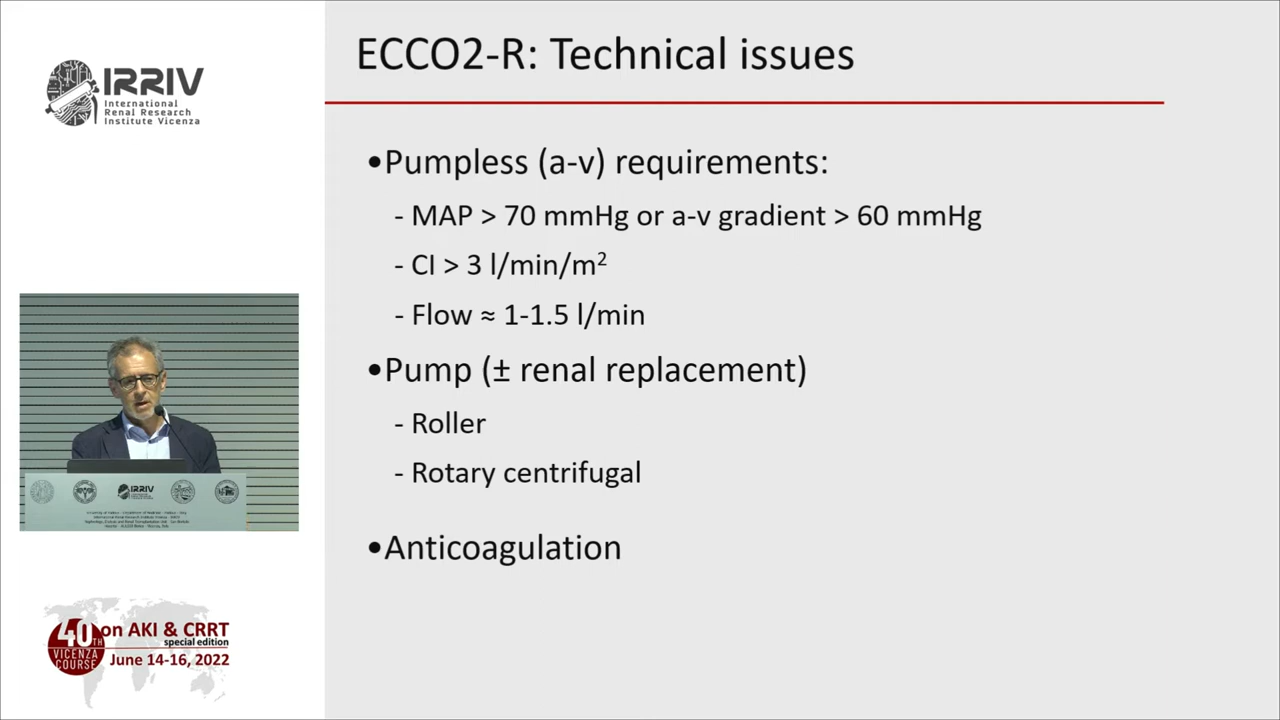 IRRIV
International
Renal Research
Institute Vicenza
ECCO2-R: Technical issues
•Pumpless (a-v) requirements:
- MAP > 70 mmHg or a-v gradient > 60 mmHg
- CI > 3 l/min/m²
- Flow ≈ 1-1.5 l/min
•Pump (± renal replacement)
- Roller
- Rotary centrifugal
•Anticoagulation
IRRIV
40TH
VICENZA
COURSE
on AKI & CRRT
special edition
June 14-16, 2022